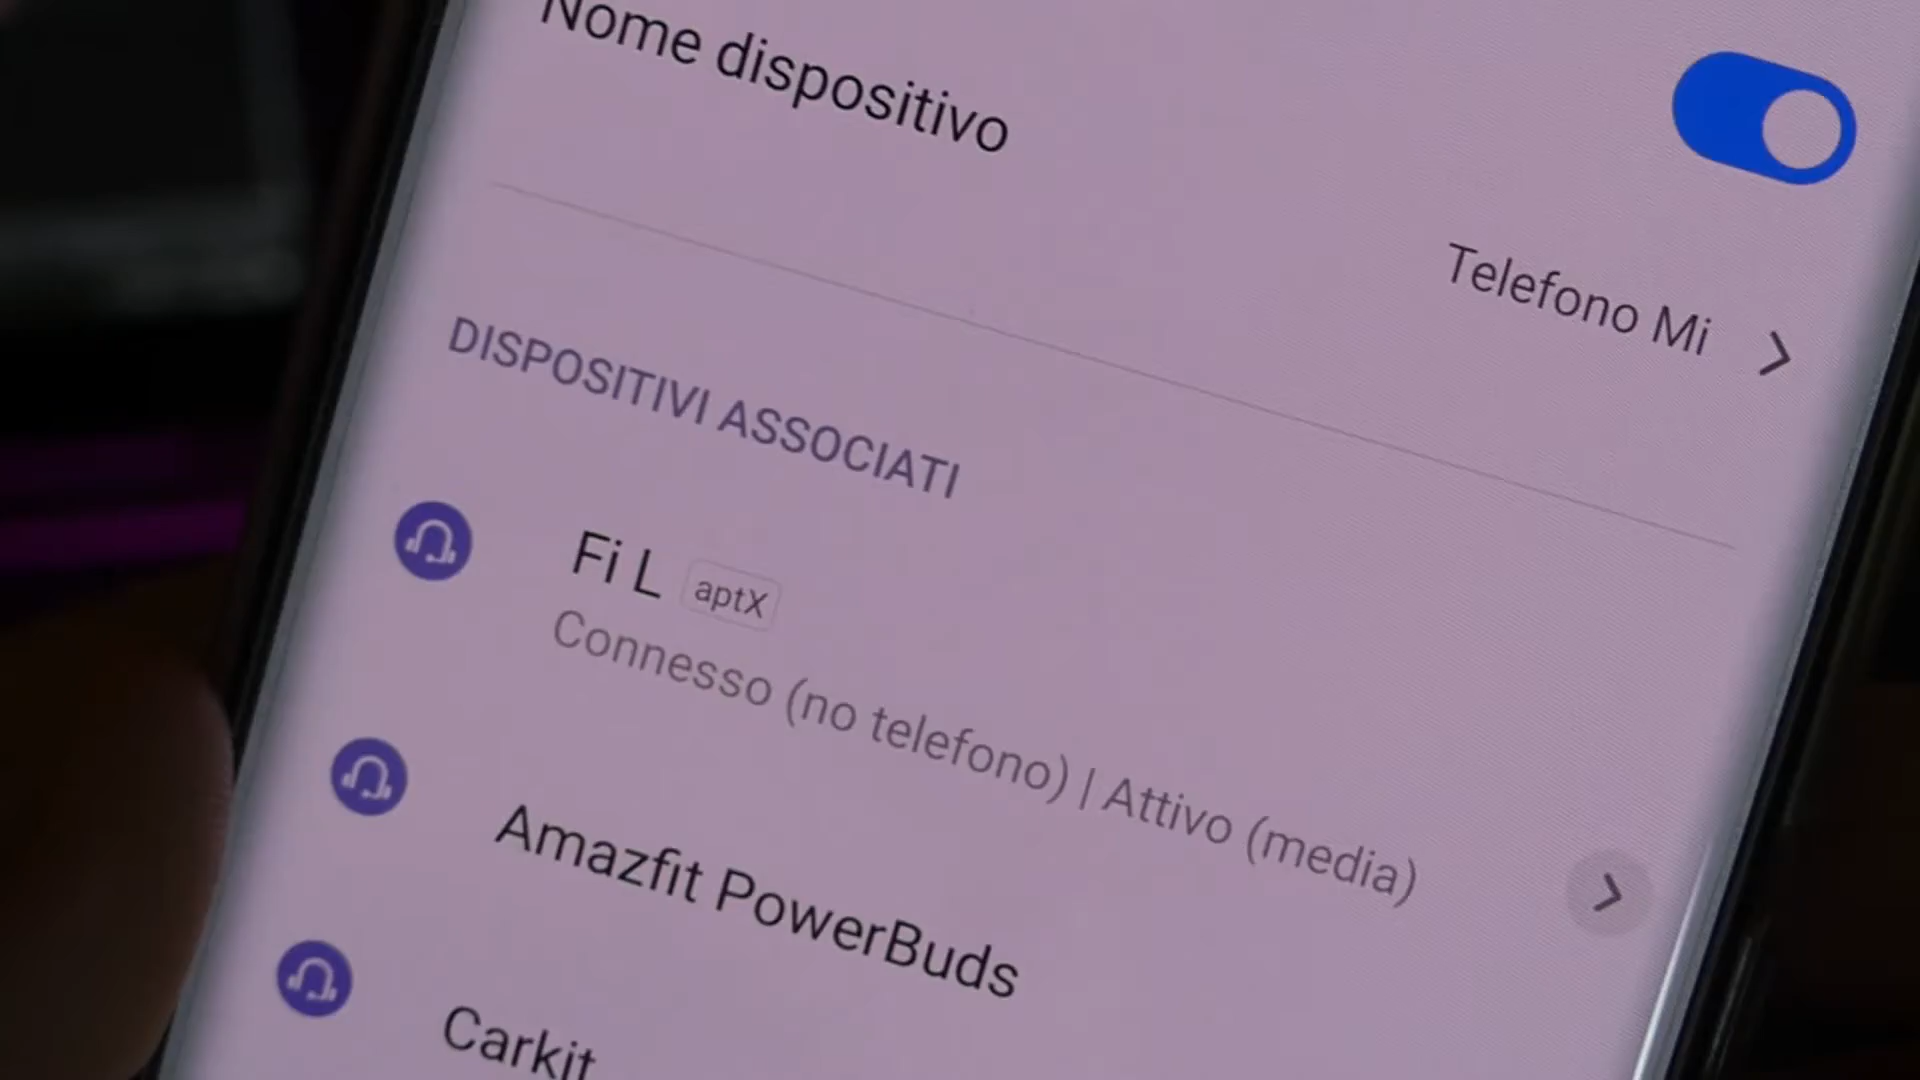 Nome dispositivo
Telefono Mi
DISPOSITIVI ASSOCIATI
Fi L aptX
Connesso (no telefono) | Attivo (media)
Amazfit PowerBuds
Carkit